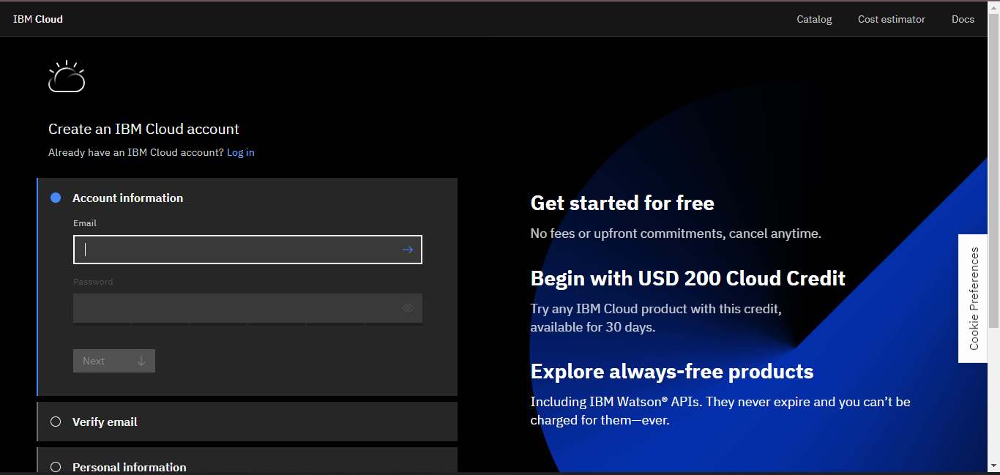 IBM Cloud
Catalog
Cost estimator
Docs
Create an IBM Cloud account
Already have an IBM Cloud account? Log in
Account information
Email
Password
Next
Verify email
Personal information
Get started for free
No fees or upfront commitments, cancel anytime.
Begin with USD 200 Cloud Credit
Try any IBM Cloud product with this credit,
available for 30 days.
Explore always-free products
Including IBM Watson® APIs. They never expire and you can’t be
charged for them—ever.
Cookie Preferences